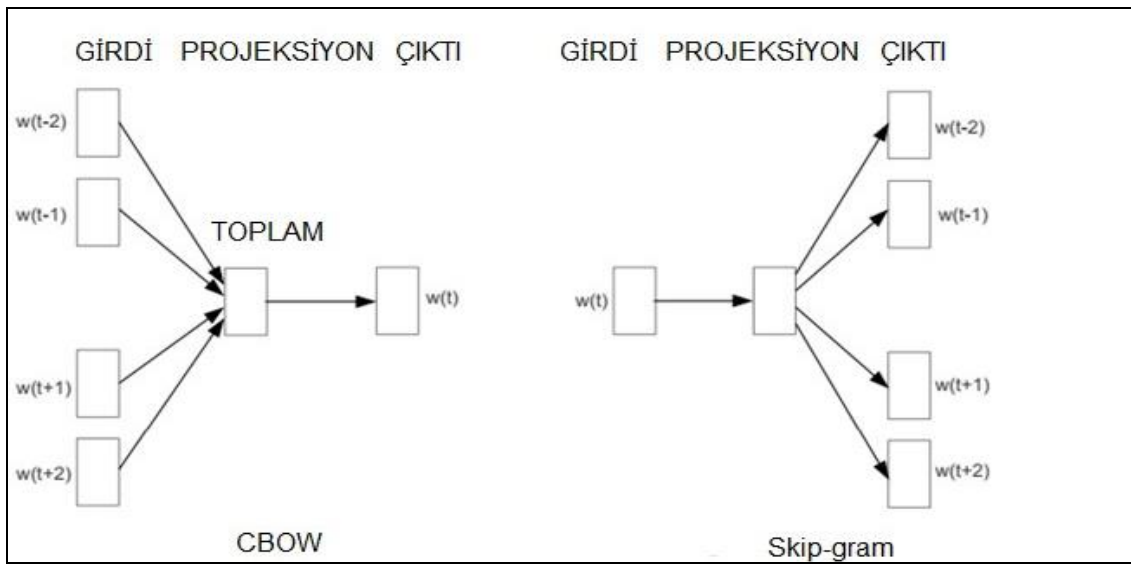 GİRDİ PROJEKSİYON ÇIKTI
w(t-2)
w(t-1)
TOPLAM
w(t)
w(t+1)
w(t+2)
CBOW
GİRDİ PROJEKSİYON ÇIKTI
w(t-2)
w(t-1)
w(t)
w(t+1)
w(t+2)
Skip-gram